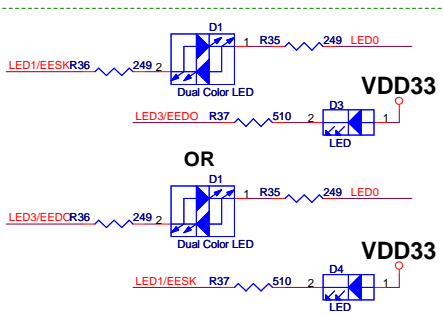 D1
1 R35 249 LED0
LED1/EESK R36 249 2
Dual Color LED
VDD33
LED3/EEDO R37 510 2 D3 1
LED
OR
D1
1 R35 249 LED0
LED3/EEDO R36 249 2
Dual Color LED
VDD33
D4
LED1/EESK R37 510 2 1
LED